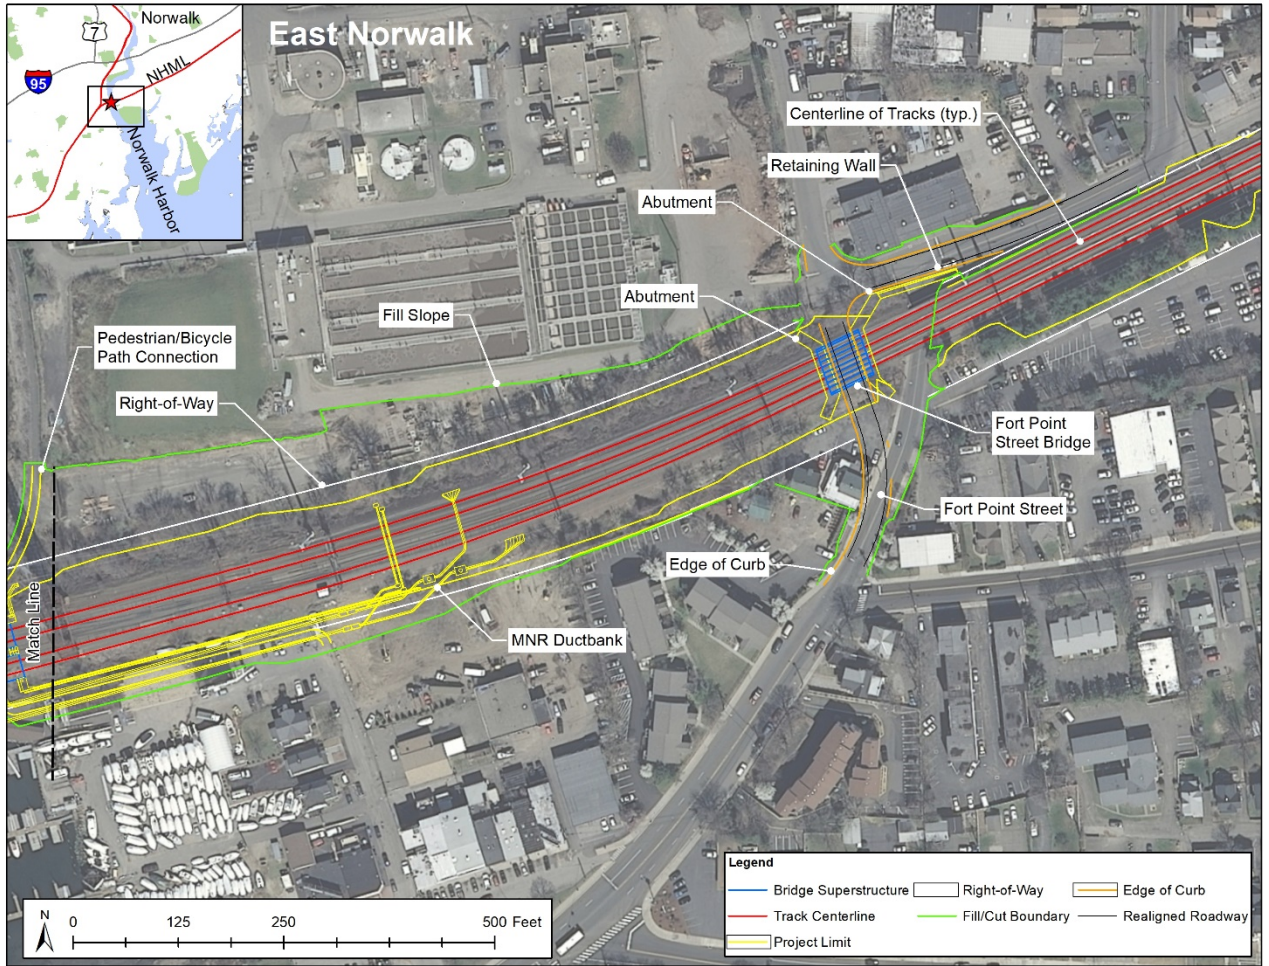 East Norwalk
Norwalk
7
95
NHML
Norwalk Harbor
Centerline of Tracks (typ.)
Retaining Wall
Abutment
Abutment
Fill Slope
Pedestrian/Bicycle
Path Connection
Right-of-Way
Fort Point
Street Bridge
Fort Point Street
Edge of Curb
MNR Ductbank
Match Line
Legend
Bridge Superstructure
Right-of-Way
Edge of Curb
Track Centerline
Fill/Cut Boundary
Realigned Roadway
Project Limit
N
0 125 250 500 Feet